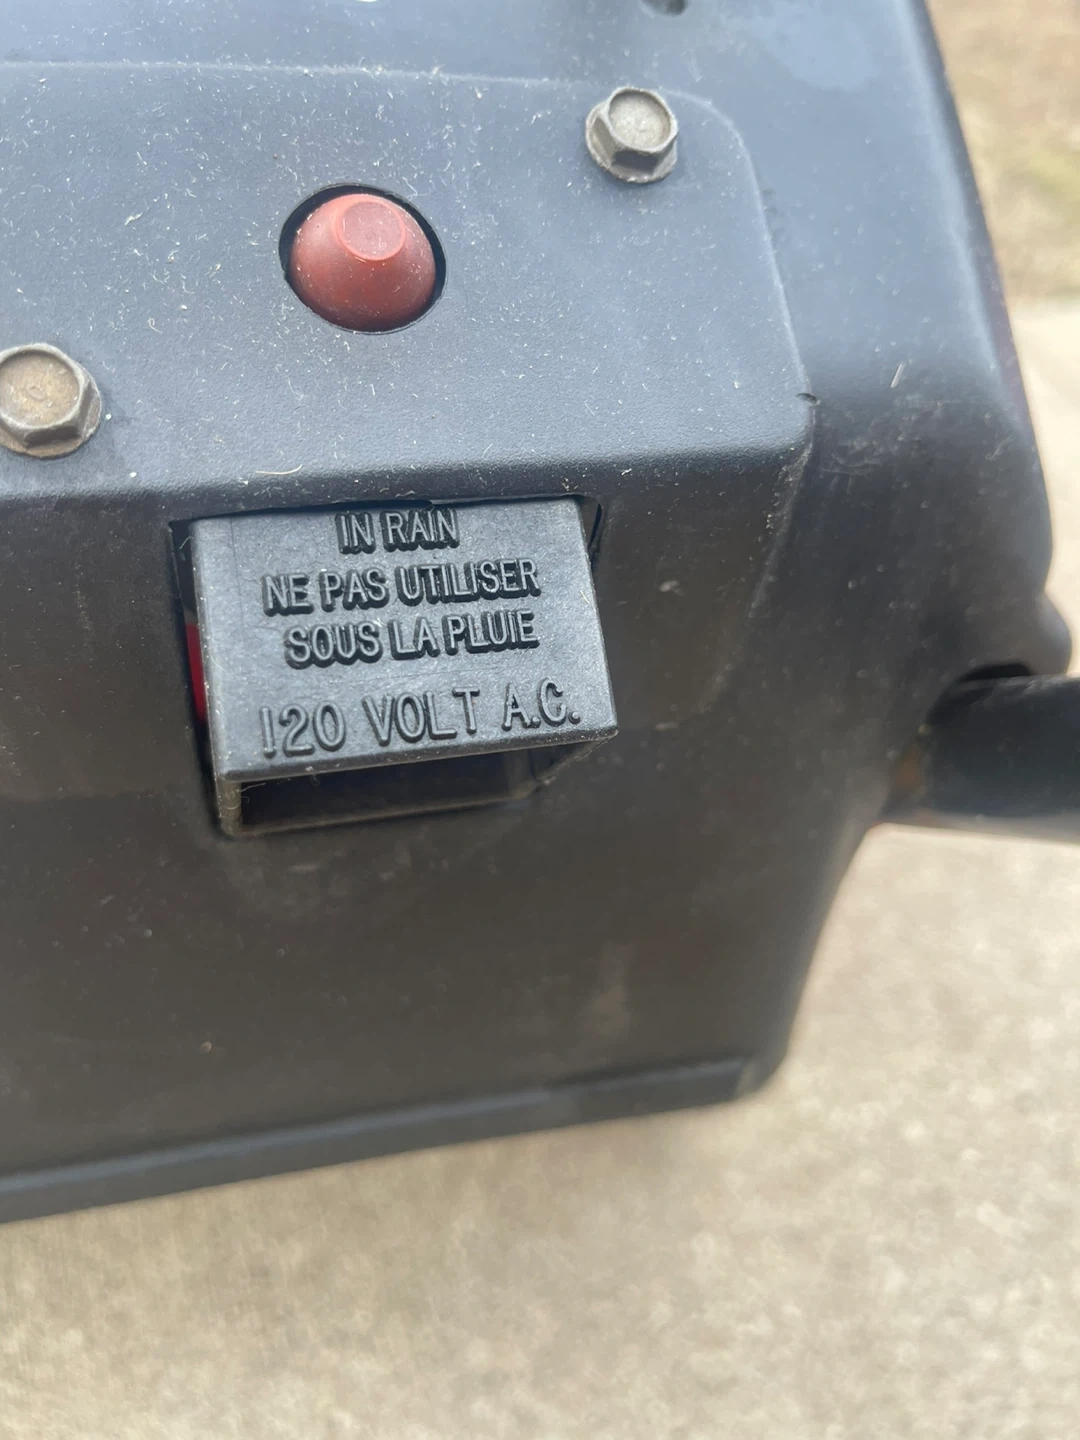 IN RAIN
NE PAS UTILISER
SOUS LA PLUIE
120 VOLT A.C.